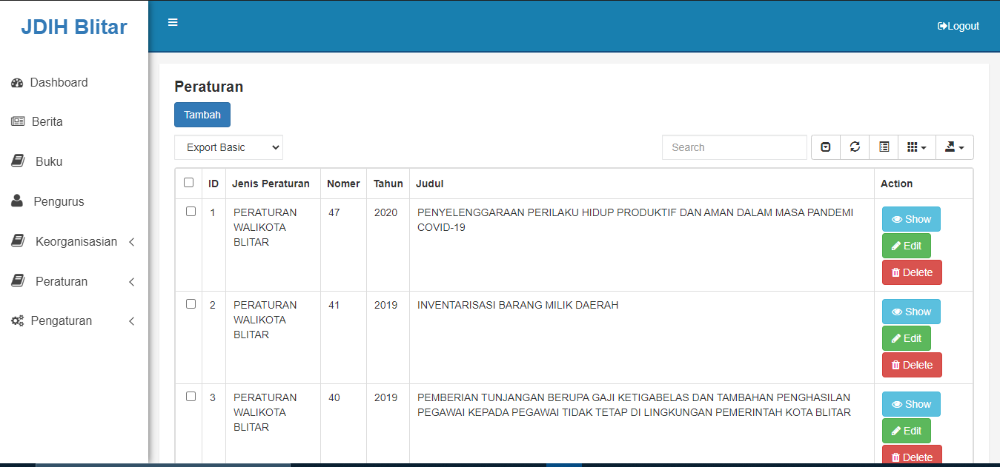 JDIH Blitar
Logout
Dashboard
Berita
Buku
Pengurus
Keorganisasian
Peraturan
Pengaturan
Peraturan
Tambah
Export Basic
Search
ID Jenis Peraturan Nomer Tahun Judul Action
1 PERATURAN 47 2020 PENYELENGGARAAN PERILAKU HIDUP PRODUKTIF DAN AMAN DALAM MASA PANDEMI
WALIKOTA COVID-19
BLITAR
Show
Edit
Delete
2 PERATURAN 41 2019 INVENTARISASI BARANG MILIK DAERAH
WALIKOTA
BLITAR
Show
Edit
Delete
3 PERATURAN 40 2019 PEMBERIAN TUNJANGAN BERUPA GAJI KETIGABELAS DAN TAMBAHAN PENGHASILAN
WALIKOTA PEGAWAI KEPADA PEGAWAI TIDAK TETAP DI LINGKUNGAN PEMERINTAH KOTA BLITAR
BLITAR
Show
Edit
Delete